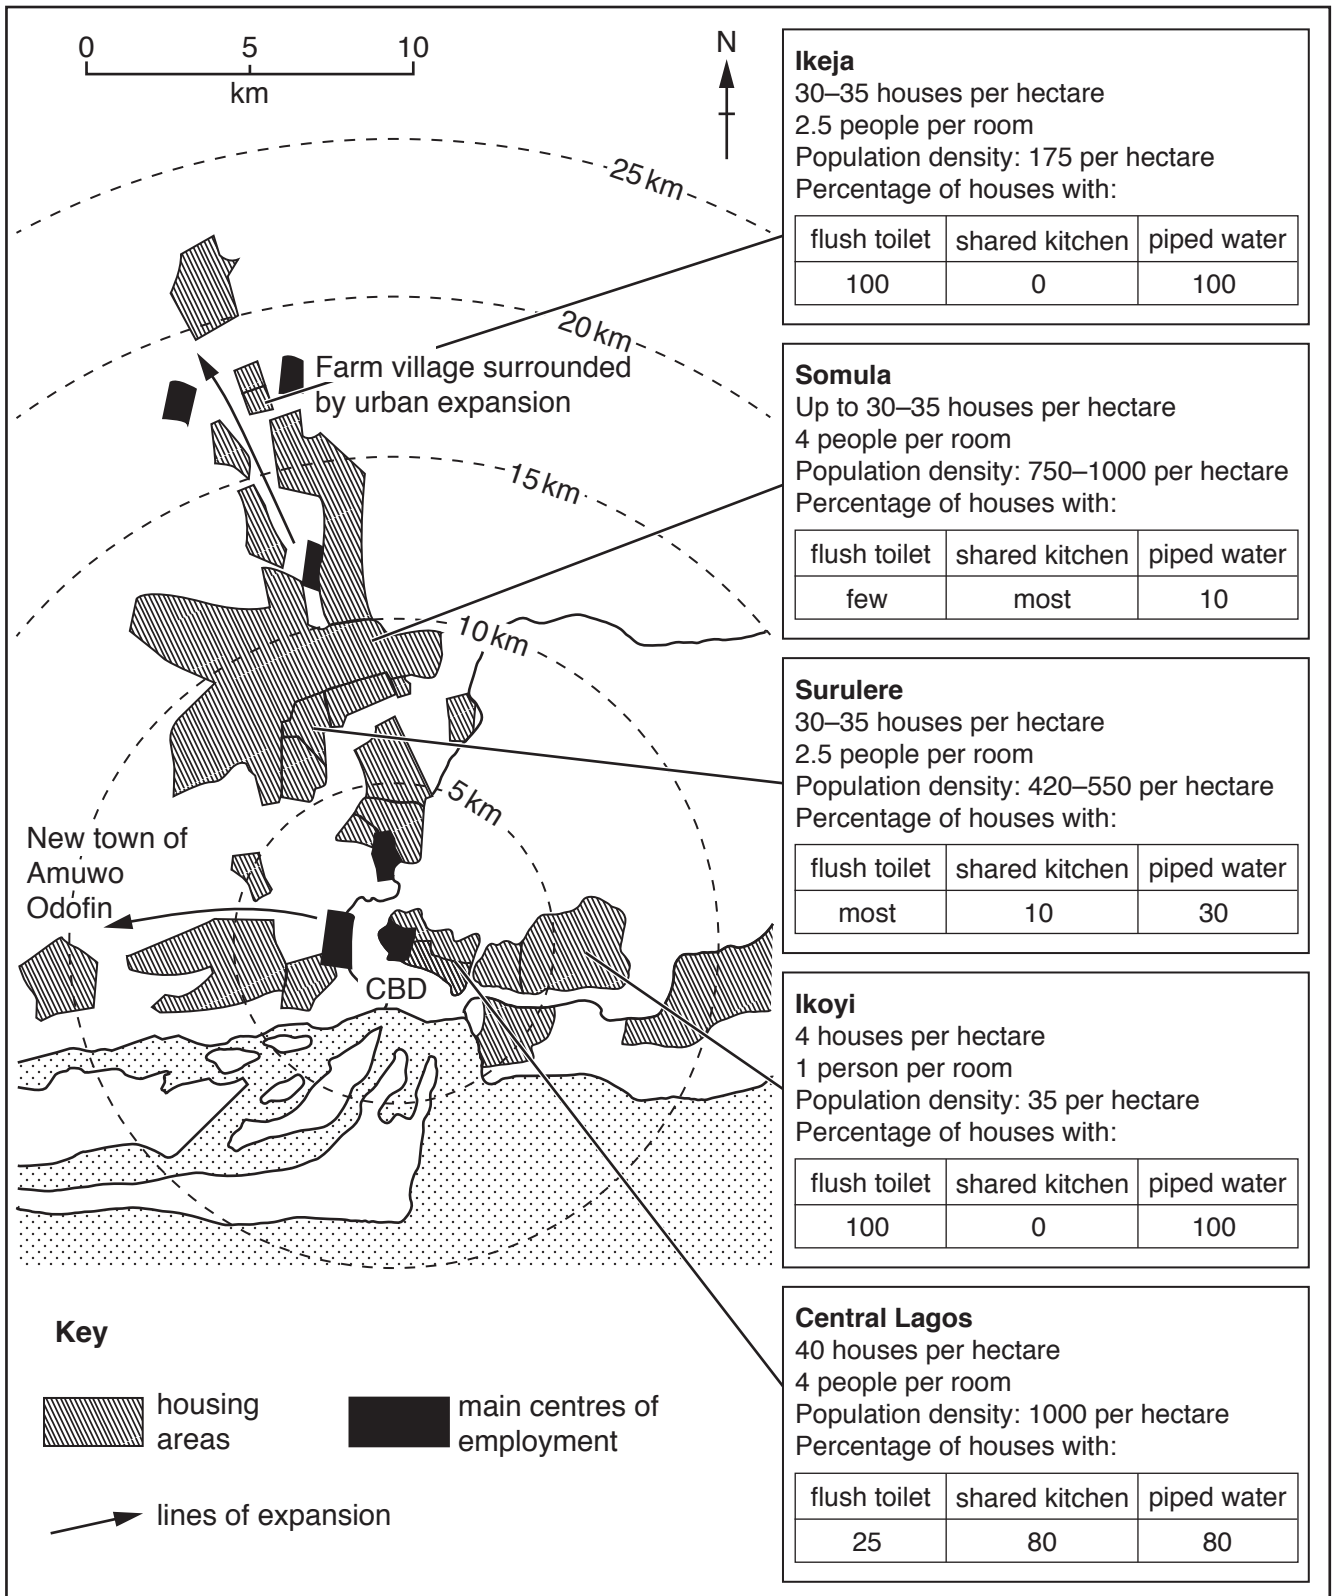 0 5 10
km
N
25 km
20 km
Farm village surrounded
by urban expansion
15 km
10 km
5 km
New town of
Amuwo
Odofin
CBD
Key
housing
areas
main centres of
employment
lines of expansion
Ikeja
30–35 houses per hectare
2.5 people per room
Population density: 175 per hectare
Percentage of houses with:
flush toilet shared kitchen piped water
100 0 100
Somula
Up to 30–35 houses per hectare
4 people per room
Population density: 750–1000 per hectare
Percentage of houses with:
flush toilet shared kitchen piped water
few most 10
Surulere
30–35 houses per hectare
2.5 people per room
Population density: 420–550 per hectare
Percentage of houses with:
flush toilet shared kitchen piped water
most 10 30
Ikoyi
4 houses per hectare
1 person per room
Population density: 35 per hectare
Percentage of houses with:
flush toilet shared kitchen piped water
100 0 100
Central Lagos
40 houses per hectare
4 people per room
Population density: 1000 per hectare
Percentage of houses with:
flush toilet shared kitchen piped water
25 80 80